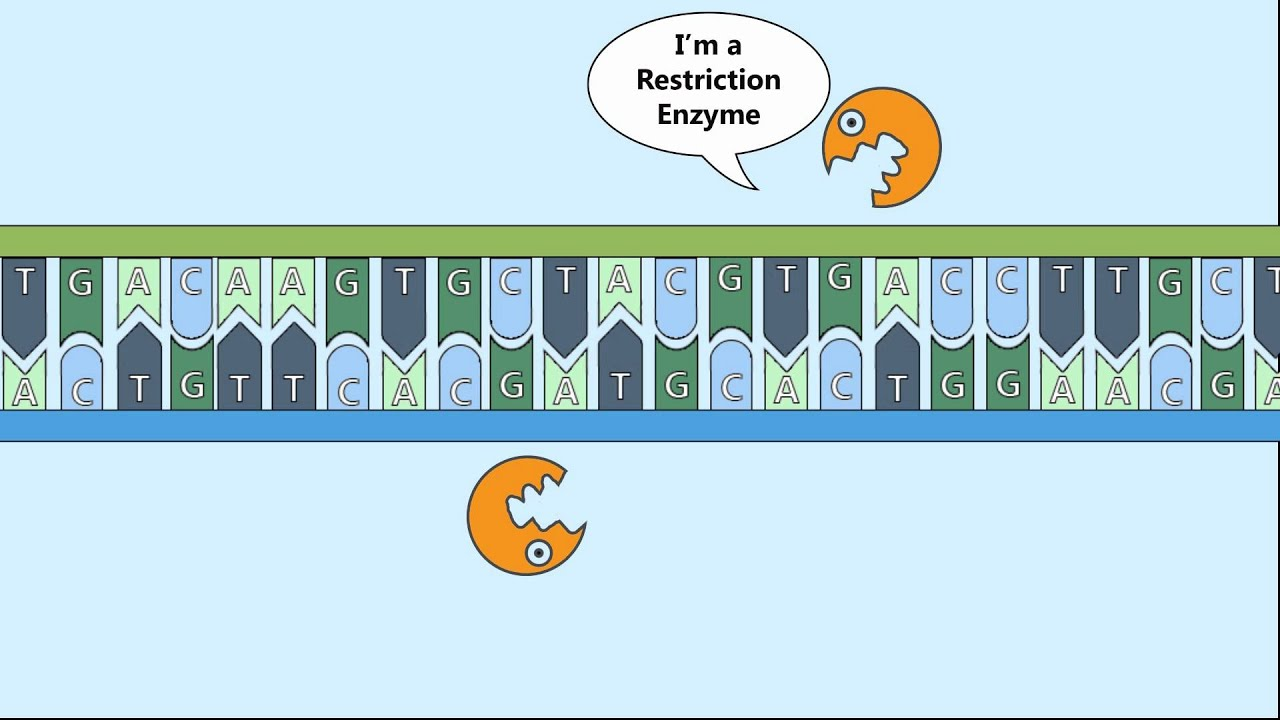 I'm a
Restriction
Enzyme
T G A C A A G T G C T A C G T G A C C T T G C T
A C T G T T C A C G A T G C A C T G G A A C G A